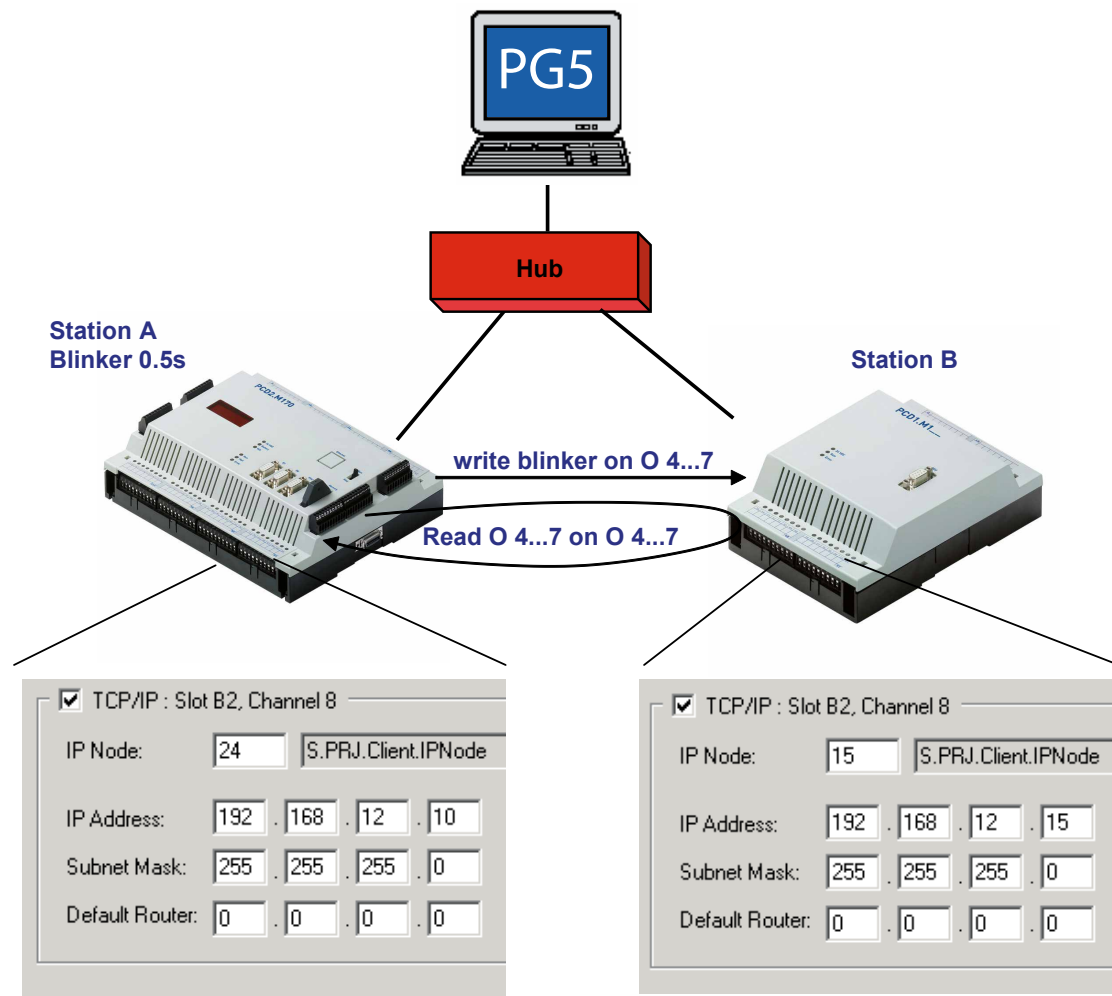 PG5
Hub
Station A
Blinker 0.5s
Station B
PCD2.M170
PCD1.M1__
write blinker on O 4...7
Read O 4...7 on O 4...7
TCP/IP : Slot B2, Channel 8
IP Node: 24 S.PRJ.Client.IPNode
IP Address: 192 . 168 . 12 . 10
Subnet Mask: 255 . 255 . 255 . 0
Default Router: 0 . 0 . 0 . 0
TCP/IP : Slot B2, Channel 8
IP Node: 15 S.PRJ.Client.IPNode
IP Address: 192 . 168 . 12 . 15
Subnet Mask: 255 . 255 . 255 . 0
Default Router: 0 . 0 . 0 . 0